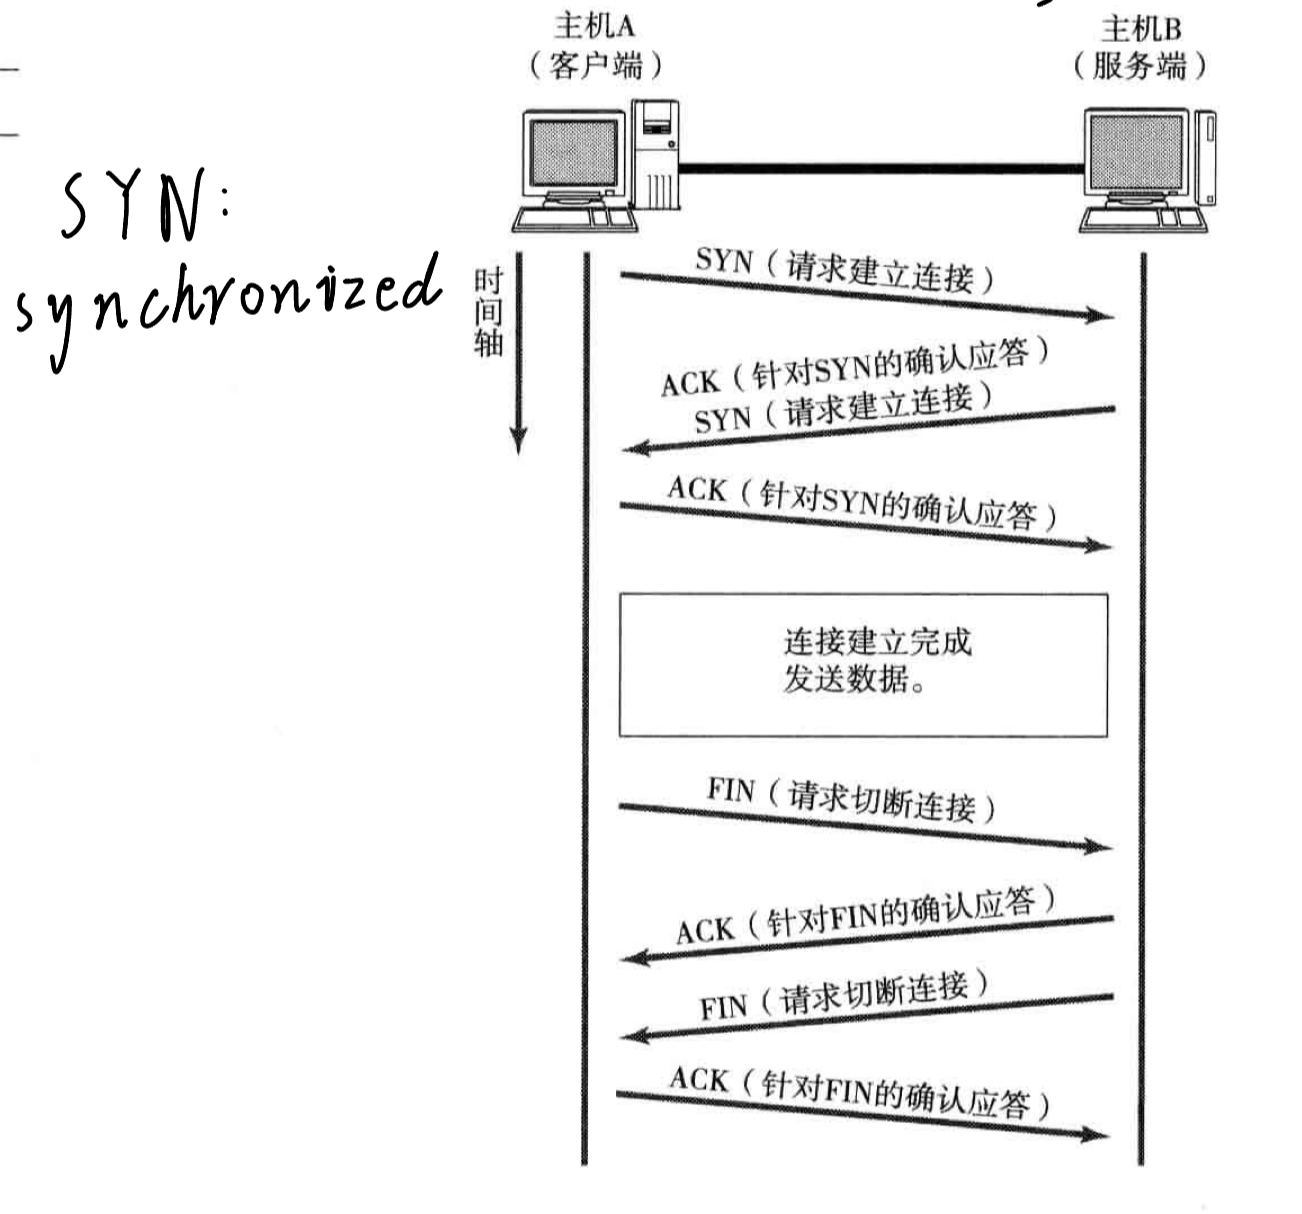 主机A
（客户端）
主机B
（服务端）
SYN:
synchronized
时间轴
SYN（请求建立连接）
ACK（针对SYN的确认应答）
SYN（请求建立连接）
ACK（针对SYN的确认应答）
连接建立完成
发送数据。
FIN（请求切断连接）
ACK（针对FIN的确认应答）
FIN（请求切断连接）
ACK（针对FIN的确认应答）